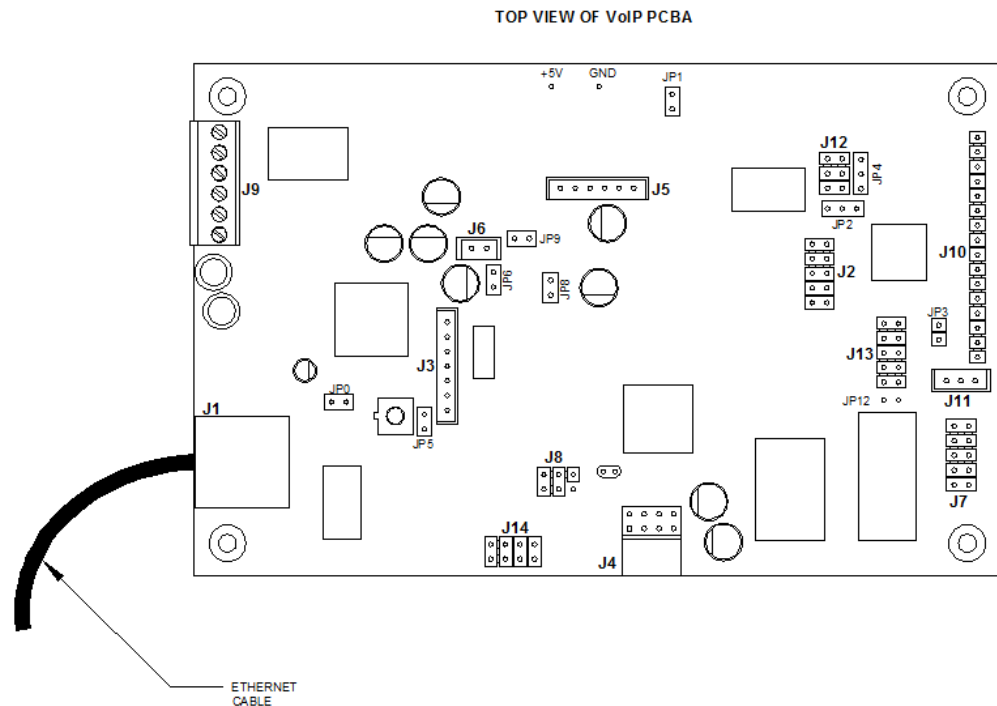 TOP VIEW OF VoIP PCBA
+5V GND JP1
J12
JP4
J9
J5
JP2
J6
JP9
J2
J10
JP6
JP8
JP3
J3
J13
JP0
J11
JP12
J1
JP5
J8
J7
J14
J4
ETHERNET
CABLE